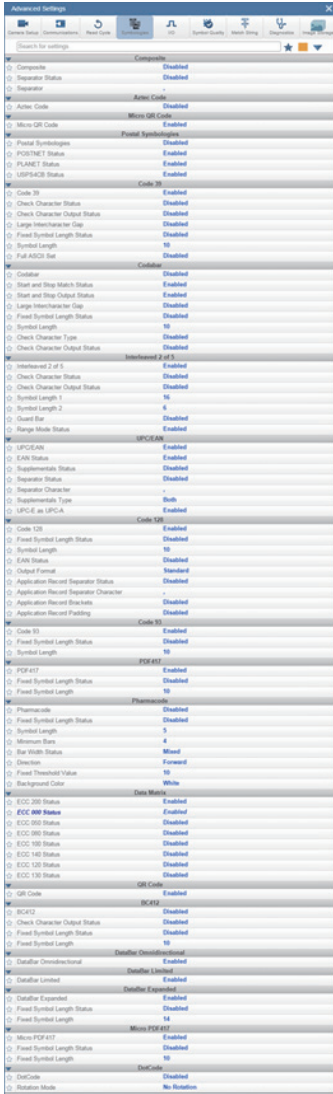 Advanced Settings
Camera Setup Communications Read Cycle Symbologies I/O Symbol Quality Match String Diagnostics Image Storage
Search for settings
Composite
Composite Disabled
Separator Status Disabled
Separator ,
Aztec Code
Aztec Code Disabled
Micro QR Code
Micro QR Code Enabled
Postal Symbologies
Postal Symbologies Disabled
POSTNET Status Enabled
PLANET Status Enabled
USPS4CB Status Enabled
Code 39
Code 39 Enabled
Check Character Status Disabled
Check Character Output Status Disabled
Large Intercharacter Gap Disabled
Fixed Symbol Length Status Disabled
Symbol Length 10
Full ASCII Set Disabled
Codabar
Codabar Disabled
Start and Stop Match Status Enabled
Start and Stop Output Status Enabled
Large Intercharacter Gap Disabled
Fixed Symbol Length Status Disabled
Symbol Length 10
Check Character Type Disabled
Check Character Output Status Disabled
Interleaved 2 of 5
Interleaved 2 of 5 Enabled
Check Character Status Disabled
Check Character Output Status Disabled
Symbol Length 1 16
Symbol Length 2 6
Guard Bar Disabled
Range Mode Status Enabled
UPC/EAN
UPC/EAN Enabled
EAN Status Enabled
Supplementals Status Disabled
Separator Status Disabled
Separator Character ,
Supplementals Type Both
UPC-E as UPC-A Enabled
Code 128
Code 128 Enabled
Fixed Symbol Length Status Disabled
Symbol Length 10
EAN Status Disabled
Output Format Standard
Application Record Separator Status Disabled
Application Record Separator Character ,
Application Record Brackets Disabled
Application Record Padding Disabled
Code 93
Code 93 Enabled
Fixed Symbol Length Status Disabled
Symbol Length 10
PDF417
PDF417 Enabled
Fixed Symbol Length Status Disabled
Fixed Symbol Length 10
Pharmacode
Pharmacode Disabled
Fixed Symbol Length Status Disabled
Symbol Length 5
Minimum Bars 4
Bar Width Status Mixed
Direction Forward
Fixed Threshold Value 10
Background Color White
Data Matrix
ECC 200 Status Enabled
ECC 000 Status Enabled
ECC 050 Status Disabled
ECC 080 Status Disabled
ECC 100 Status Disabled
ECC 140 Status Disabled
ECC 120 Status Disabled
ECC 130 Status Disabled
QR Code
QR Code Enabled
BC412
BC412 Disabled
Check Character Output Status Disabled
Fixed Symbol Length Status Disabled
Fixed Symbol Length 10
DataBar Omnidirectional
DataBar Omnidirectional Enabled
DataBar Limited
DataBar Limited Enabled
DataBar Expanded
DataBar Expanded Enabled
Fixed Symbol Length Status Disabled
Fixed Symbol Length 14
Micro PDF417
Micro PDF417 Enabled
Fixed Symbol Length Status Disabled
Fixed Symbol Length 10
DotCode
DotCode Disabled
Rotation Mode No Rotation